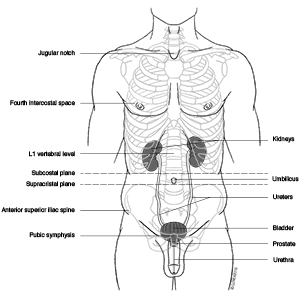 Jugular notch
Fourth intercostal space
Kidneys
L1 vertebral level
Subcostal plane
Umbilicus
Supracristal plane
Ureters
Anterior superior iliac spine
Bladder
Pubic symphysis
Prostate
Urethra